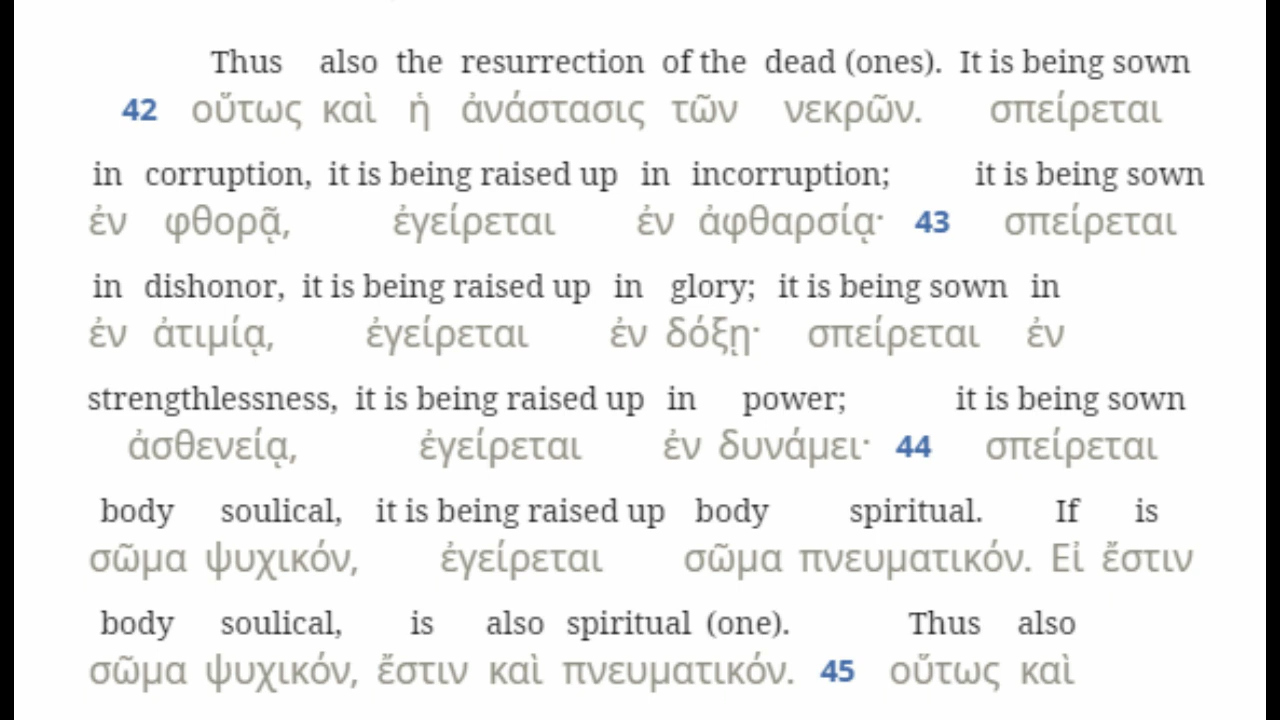 Thus also the resurrection of the dead (ones). It is being sown
42 οὕτως καὶ ἡ ἀνάστασις τῶν νεκρῶν. σπείρεται
in corruption, it is being raised up in incorruption; it is being sown
ἐν φθορᾷ, ἐγείρεται ἐν ἀφθαρσίᾳ· 43 σπείρεται
in dishonor, it is being raised up in glory; it is being sown in
ἐν ἀτιμίᾳ, ἐγείρεται ἐν δόξῃ· σπείρεται ἐν
strengthlessness, it is being raised up in power; it is being sown
ἀσθενείᾳ, ἐγείρεται ἐν δυνάμει· 44 σπείρεται
body soulical, it is being raised up body spiritual. If is
σῶμα ψυχικόν, ἐγείρεται σῶμα πνευματικόν. Εἰ ἔστιν
body soulical, is also spiritual (one). Thus also
σῶμα ψυχικόν, ἔστιν καὶ πνευματικόν. 45 οὕτως καὶ